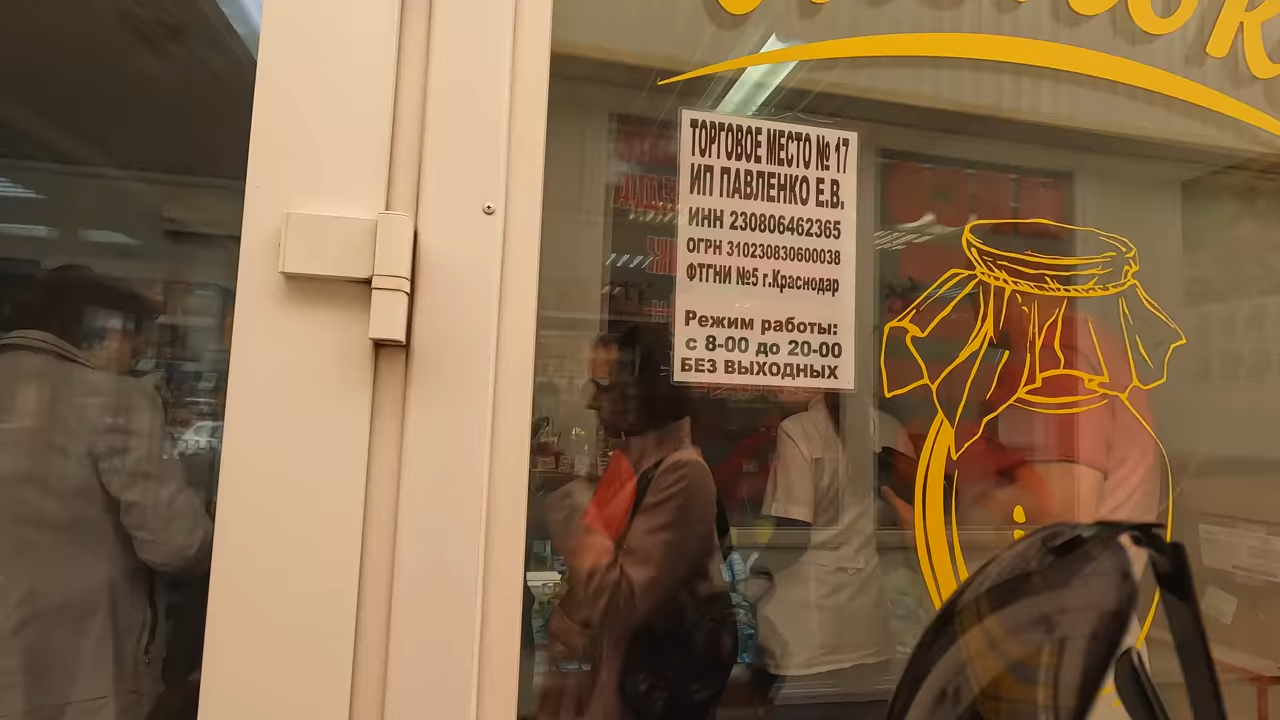 ТОРГОВОЕ МЕСТО № 17
ИП ПАВЛЕНКО Е.В.
ИНН 230806462365
ОГРН 310230830600038
ФТГНИ №5 г.Краснодар
Режим работы:
с 8-00 до 20-00
БЕЗ ВЫХОДНЫХ